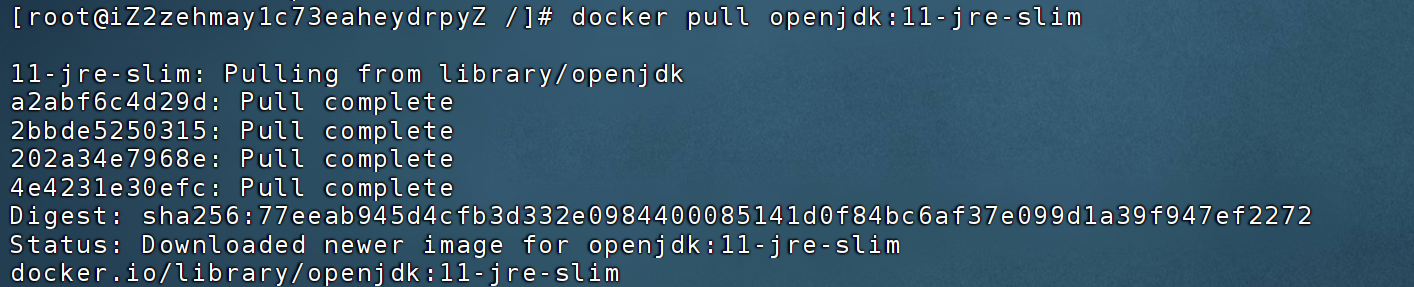 [root@iZ2zehmay1c73eaheydrpyZ /]# docker pull openjdk:11-jre-slim
11-jre-slim: Pulling from library/openjdk
a2abf6c4d29d: Pull complete
2bbde5250315: Pull complete
202a34e7968e: Pull complete
4e4231e30efc: Pull complete
Digest: sha256:77eeab945d4cfb3d332e0984400085141d0f84bc6af37e099d1a39f947ef2272
Status: Downloaded newer image for openjdk:11-jre-slim
docker.io/library/openjdk:11-jre-slim